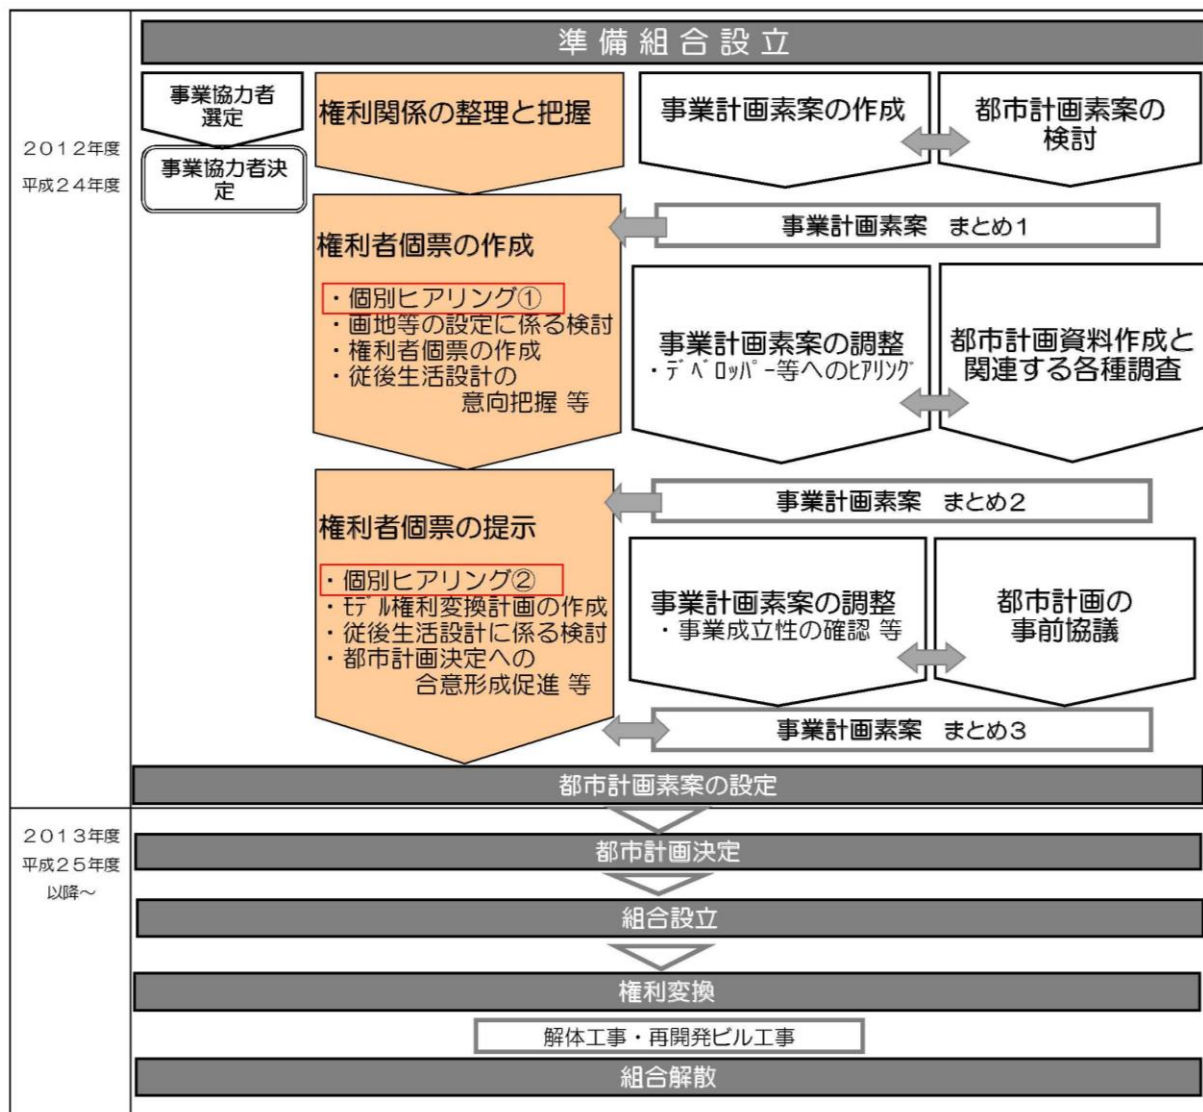 準備組合設立
2012年度
平成24年度
事業協力者
選定
事業協力者決
定
権利関係の整理と把握
事業計画素案の作成
都市計画素案の
検討
事業計画素案 まとめ1
権利者個票の作成
・個別ヒアリング①
・画地等の設定に係る検討
・権利者個票の作成
・従後生活設計の
意向把握 等
事業計画素案の調整
・ﾃﾞﾍﾞﾛｯﾊﾟｰ等へのﾋｱﾘﾝｸﾞ
都市計画資料作成と
関連する各種調査
事業計画素案 まとめ2
権利者個票の提示
・個別ヒアリング②
・ﾓﾃﾞﾙ権利変換計画の作成
・従後生活設計に係る検討
・都市計画決定への
合意形成促進 等
事業計画素案の調整
・事業成立性の確認 等
都市計画の
事前協議
事業計画素案 まとめ3
都市計画素案の設定
2013年度
平成25年度
以降～
都市計画決定
組合設立
権利変換
解体工事・再開発ビル工事
組合解散